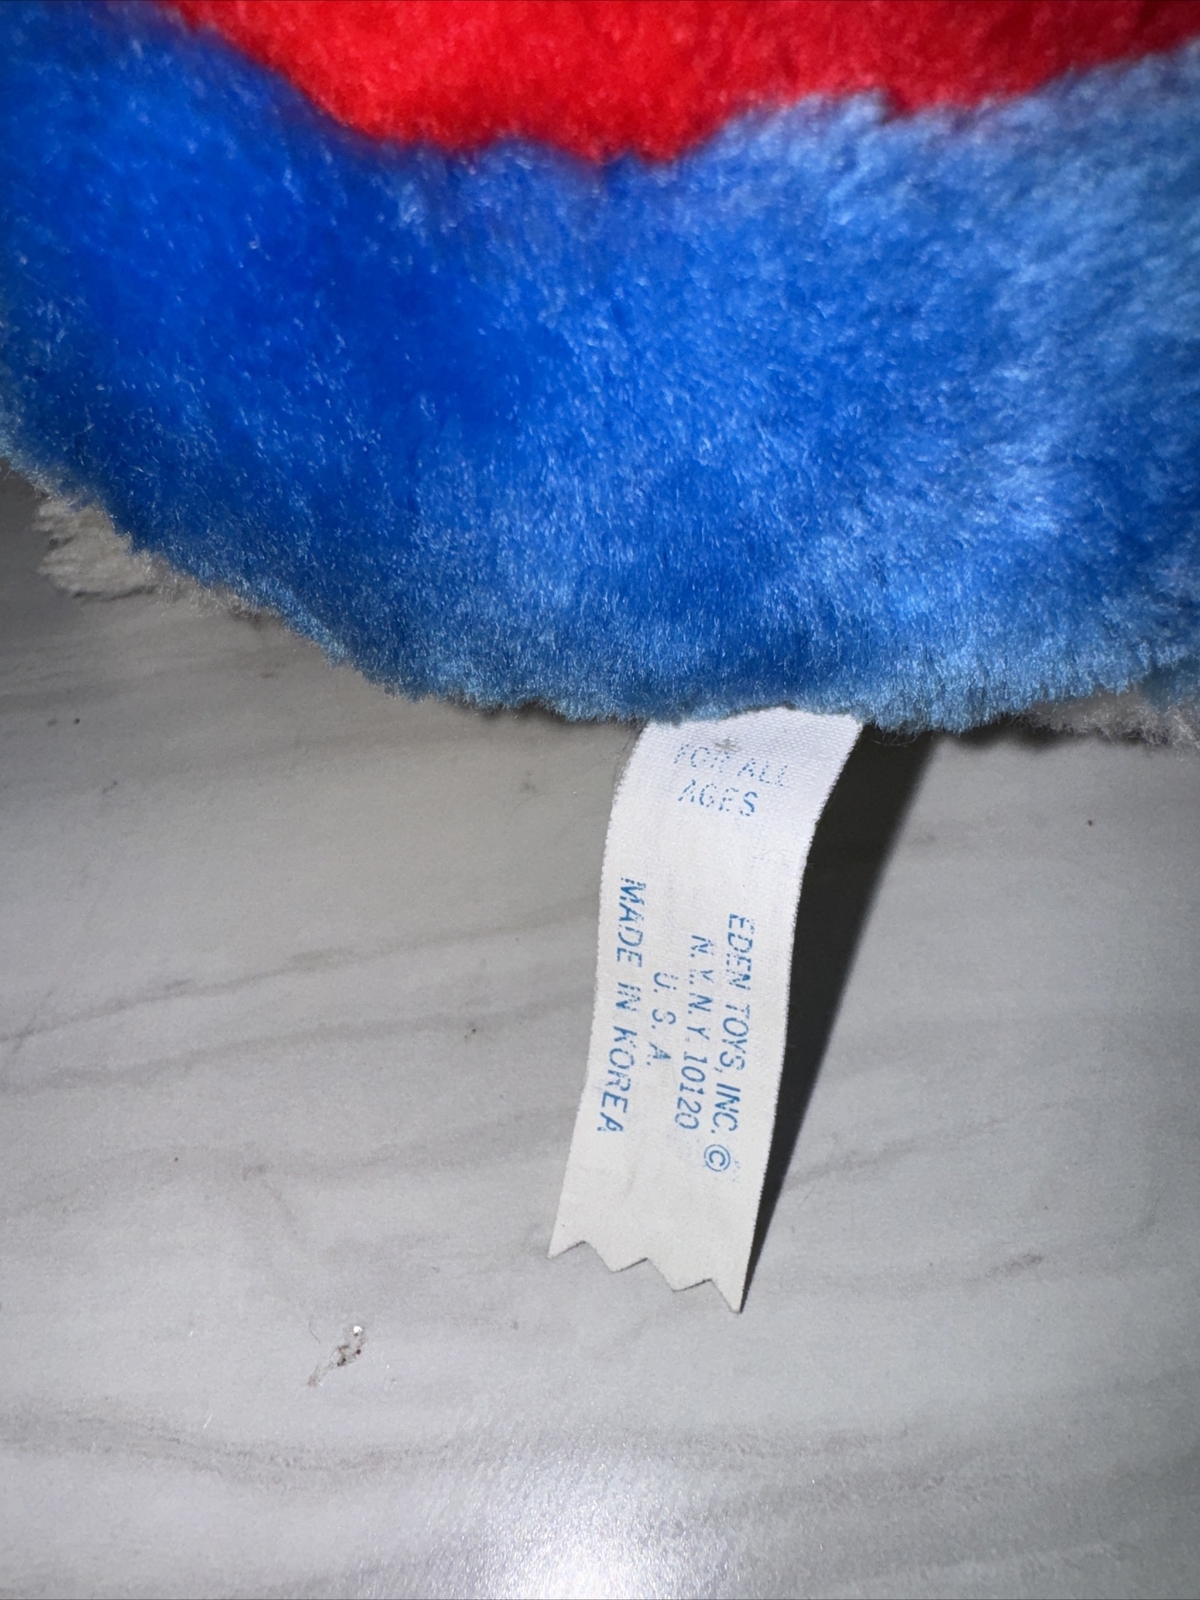 FOR ALL
AGES
EDEN TOYS, INC. ©
N.Y. N.Y. 10120
U. S. A.
MADE IN KOREA